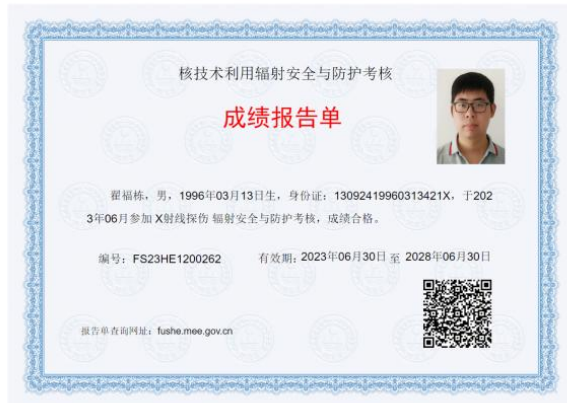 核技术利用辐射安全与防护考核
成绩报告单
翟福栋，男，1996年03月13日生，身份证：13092419960313421X，于202
3年06月参加 X射线探伤 辐射安全与防护考核，成绩合格。
编号：FS23HE1200262 有效期：2023年06月30日 至 2028年06月30日
报告单查询网址：fushe.mee.gov.cn